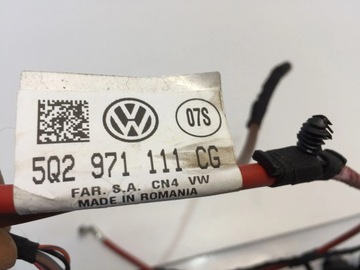 07S
5Q2 971 111 CG
FAR. S.A. CN4 VW
MADE IN ROMANIA